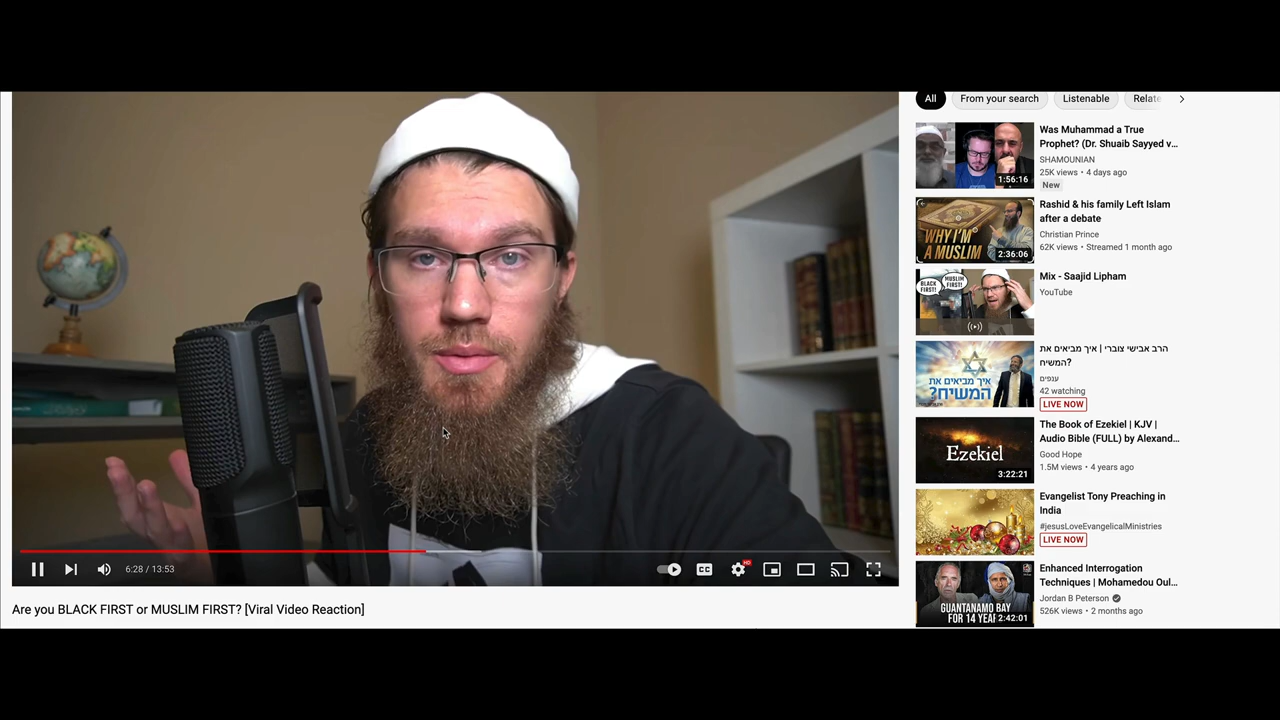 All
From your search
Listenable
Relate
Was Muhammad a True
Prophet? (Dr. Shuaib Sayyed v...
SHAMOUNIAN
25K views • 4 days ago
New
1:56:16
Rashid & his family Left Islam
after a debate
Christian Prince
62K views • Streamed 1 month ago
WHY I'M
A MUSLIM
2:36:06
Mix - Saajid Lipham
YouTube
BLACK
FIRST!
MUSLIM
FIRST!
הרב אבישי צוברי | איך מביאים את
המשיח?
ענפים
42 watching
LIVE NOW
איך מביאים את
המשיח?
The Book of Ezekiel | KJV |
Audio Bible (FULL) by Alexand...
Good Hope
1.5M views • 4 years ago
Ezekiel
3:22:21
Evangelist Tony Preaching in
India
#jesusLoveEvangelicalMinistries
LIVE NOW
Enhanced Interrogation
Techniques | Mohamedou Oul...
Jordan B Peterson
526K views • 2 months ago
GUANTANAMO BAY
FOR 14 YEA
2:42:01
6:28 / 13:53
CC
HD
Are you BLACK FIRST or MUSLIM FIRST? [Viral Video Reaction]